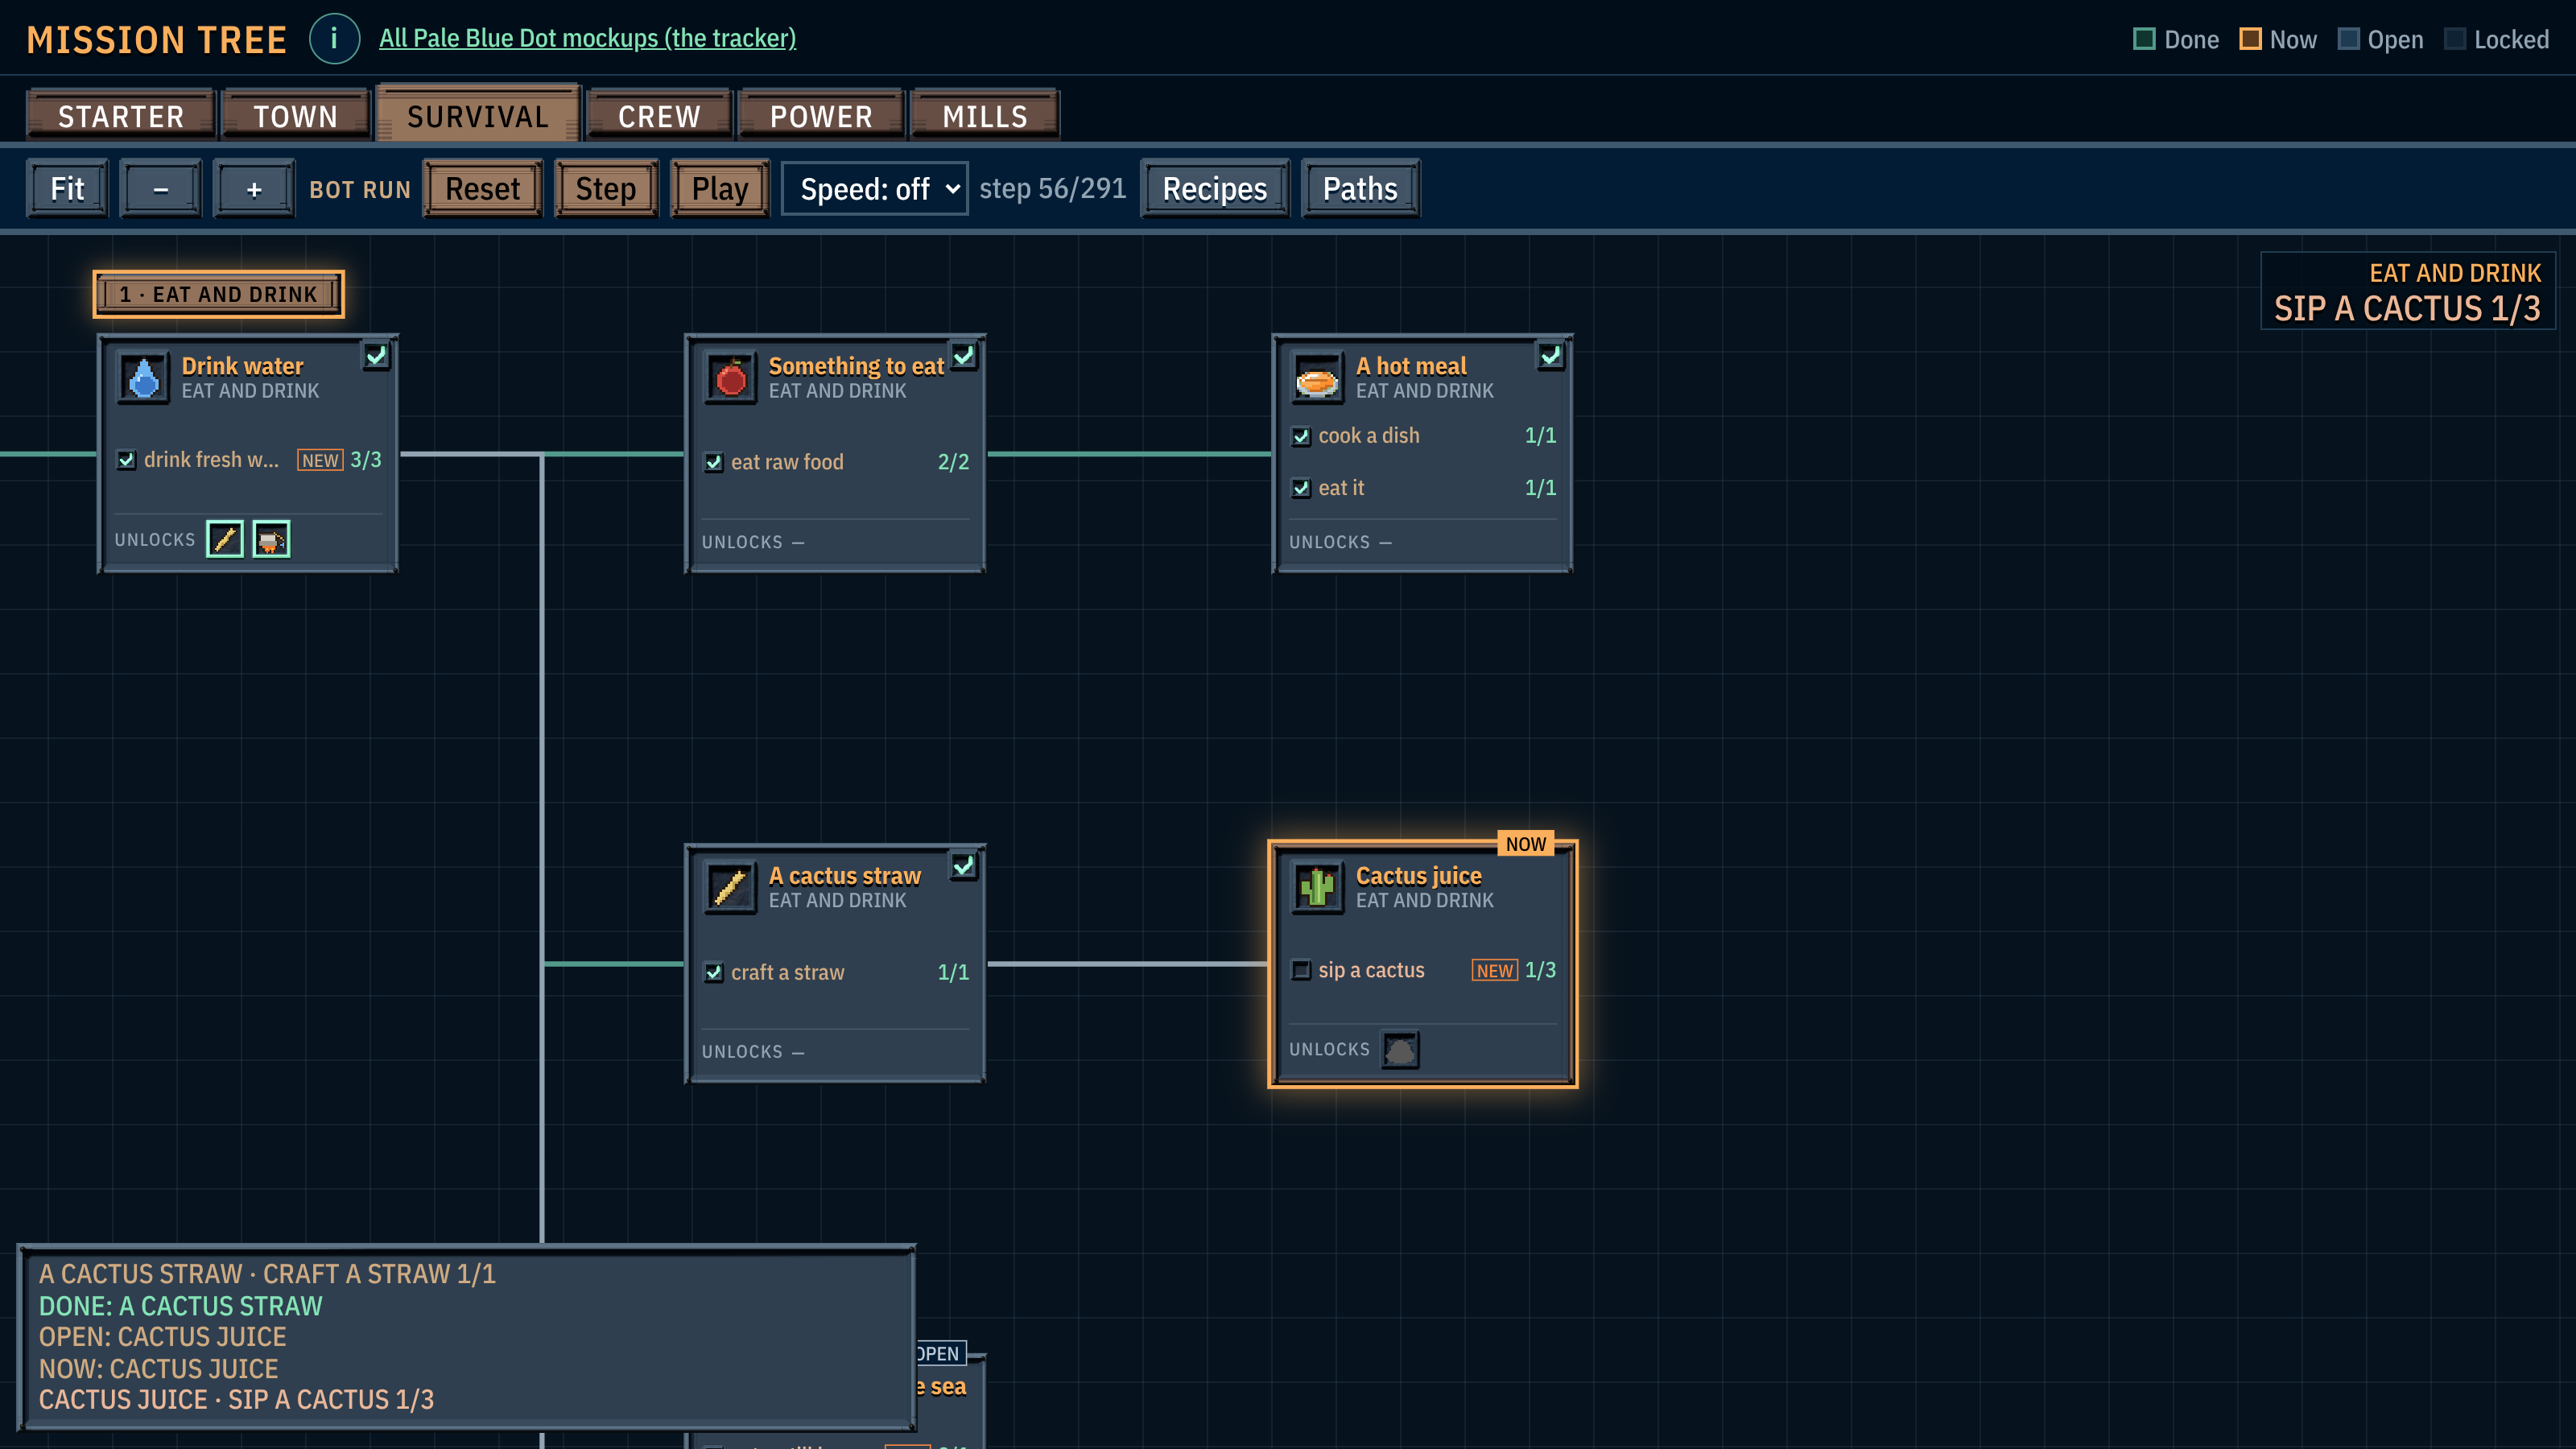 MISSION TREE
i
All Pale Blue Dot mockups (the tracker)
Done
Now
Open
Locked
STARTER
TOWN
SURVIVAL
CREW
POWER
MILLS
Fit
–
+
BOT RUN
Reset
Step
Play
Speed: off
step 56/291
Recipes
Paths
1 · EAT AND DRINK
EAT AND DRINK
SIP A CACTUS 1/3
Drink water
EAT AND DRINK
drink fresh w... NEW 3/3
UNLOCKS
Something to eat
EAT AND DRINK
eat raw food 2/2
UNLOCKS –
A hot meal
EAT AND DRINK
cook a dish 1/1
eat it 1/1
UNLOCKS –
A cactus straw
EAT AND DRINK
craft a straw 1/1
UNLOCKS –
NOW
Cactus juice
EAT AND DRINK
sip a cactus NEW 1/3
UNLOCKS
A CACTUS STRAW · CRAFT A STRAW 1/1
DONE: A CACTUS STRAW
OPEN: CACTUS JUICE
NOW: CACTUS JUICE
CACTUS JUICE · SIP A CACTUS 1/3
OPEN
sea